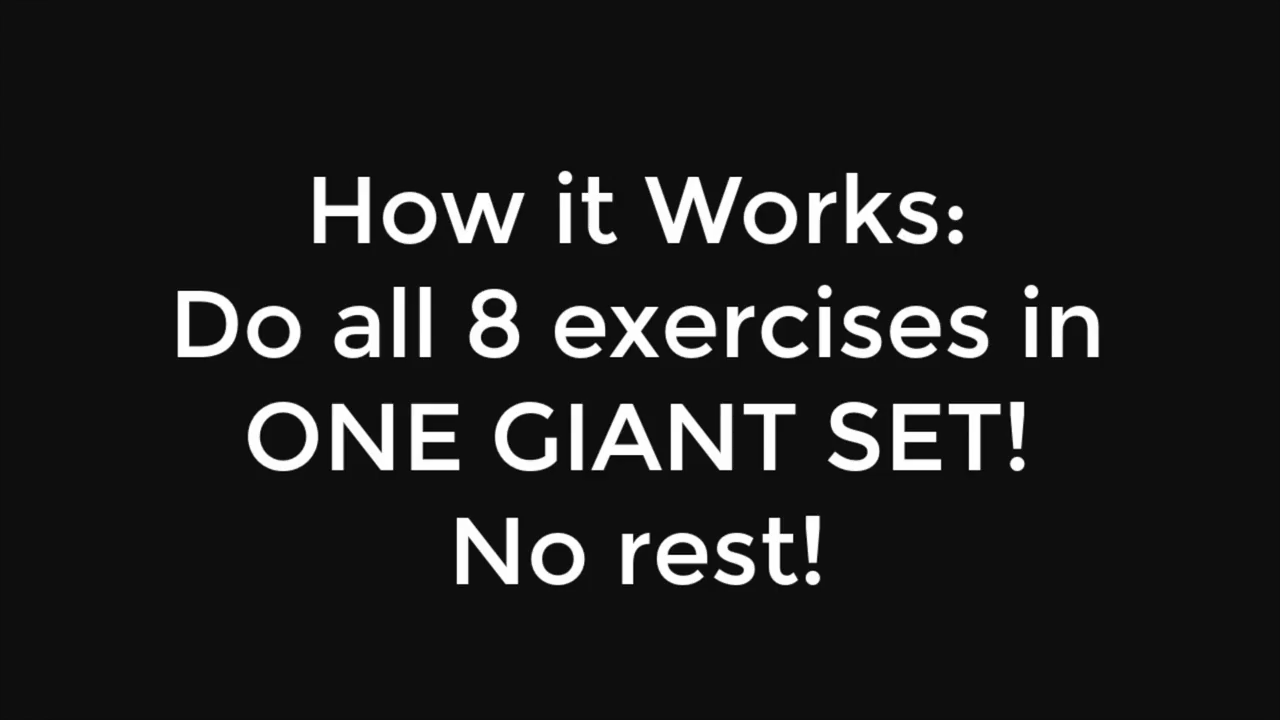 How it Works:
Do all 8 exercises in
ONE GIANT SET!
No rest!